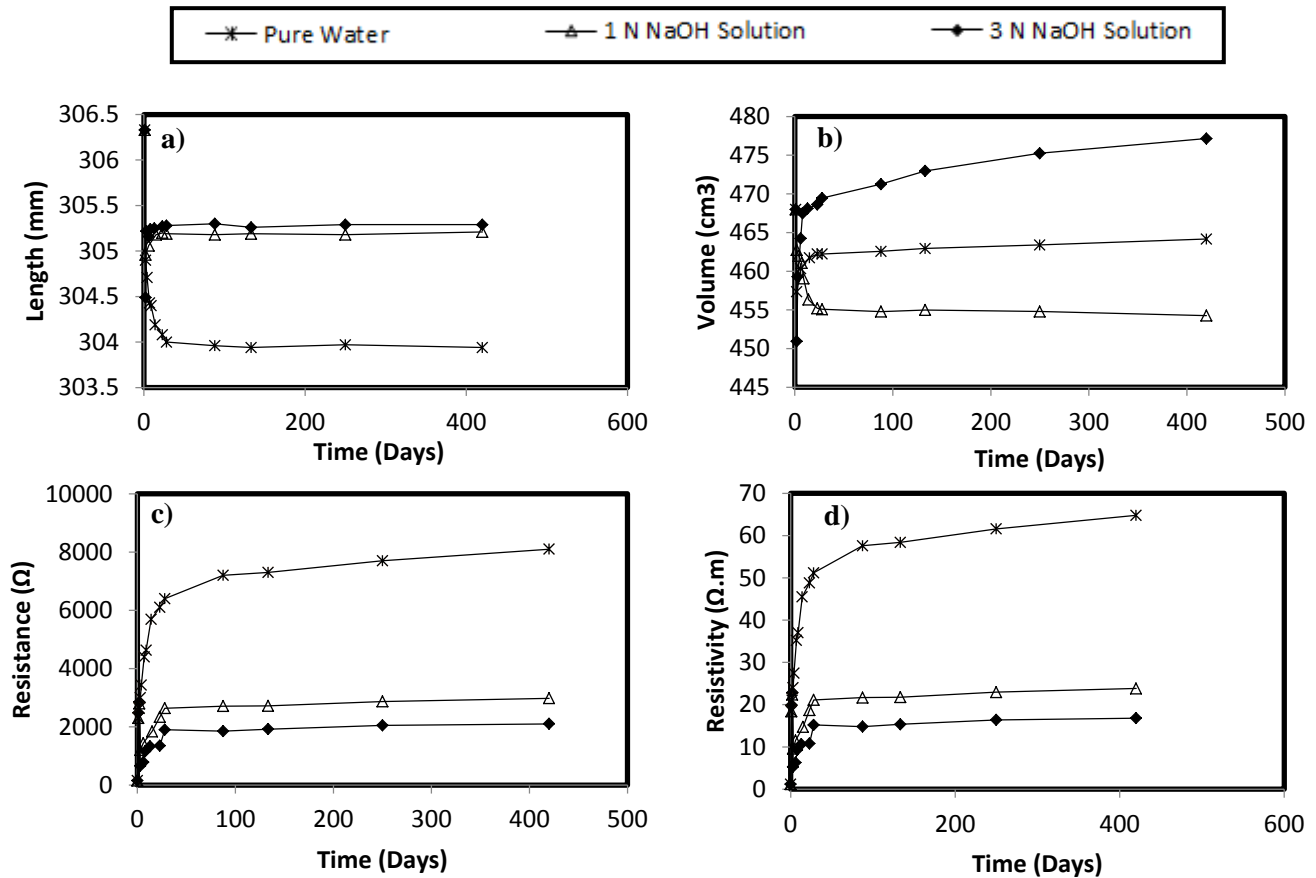 Pure Water 1 N NaOH Solution 3 N NaOH Solution
a)
306.5
306
305.5
305
304.5
304
303.5
Length (mm)
0 200 400 600
Time (Days)
b)
480
475
470
465
460
455
450
445
Volume (cm3)
0 100 200 300 400 500
Time (Days)
c)
10000
8000
6000
4000
2000
0
Resistance (Ω)
0 100 200 300 400 500
Time (Days)
d)
70
60
50
40
30
20
10
0
Resistivity (Ω.m)
0 200 400 600
Time (Days)